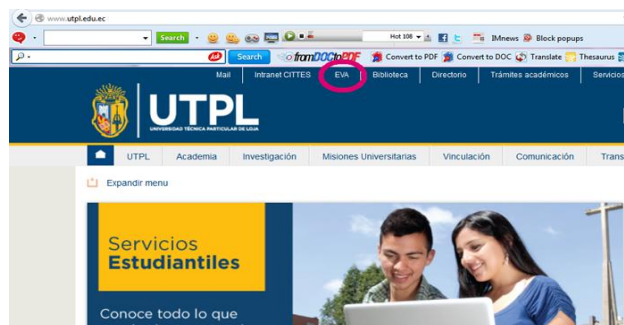 www.utpl.edu.ec
Search Hot 108 IMnews Block popups
Search fromDOCtoPDF Convert to PDF Convert to DOC Translate Thesaurus
Mail Intranet CITTES EVA Biblioteca Directorio Trámites académicos Servicios
UTPL
UNIVERSIDAD TÉCNICA PARTICULAR DE LOJA
UTPL Academia Investigación Misiones Universitarias Vinculación Comunicación Trans
Expandir menu
Servicios
Estudiantiles
Conoce todo lo que